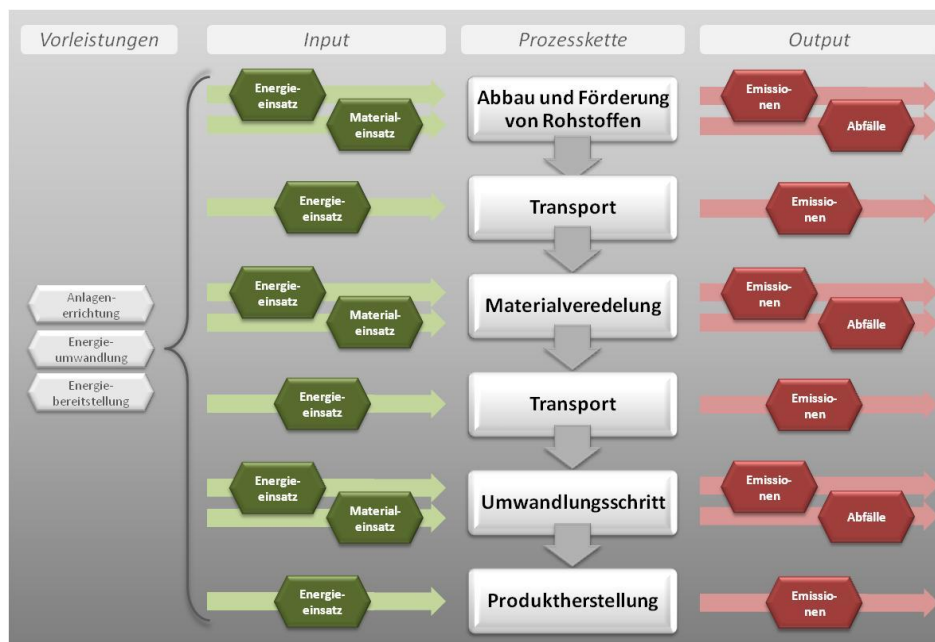 Vorleistungen
Input
Prozesskette
Output
Energie-
einsatz
Material-
einsatz
Abbau und Förderung
von Rohstoffen
Emissio-
nen
Abfälle
Energie-
einsatz
Transport
Emissio-
nen
Anlagen-
errichtung
Energie-
umwandlung
Energie-
bereitstellung
Energie-
einsatz
Material-
einsatz
Materialveredelung
Emissio-
nen
Abfälle
Energie-
einsatz
Transport
Emissio-
nen
Energie-
einsatz
Material-
einsatz
Umwandlungsschritt
Emissio-
nen
Abfälle
Energie-
einsatz
Produktherstellung
Emissio-
nen